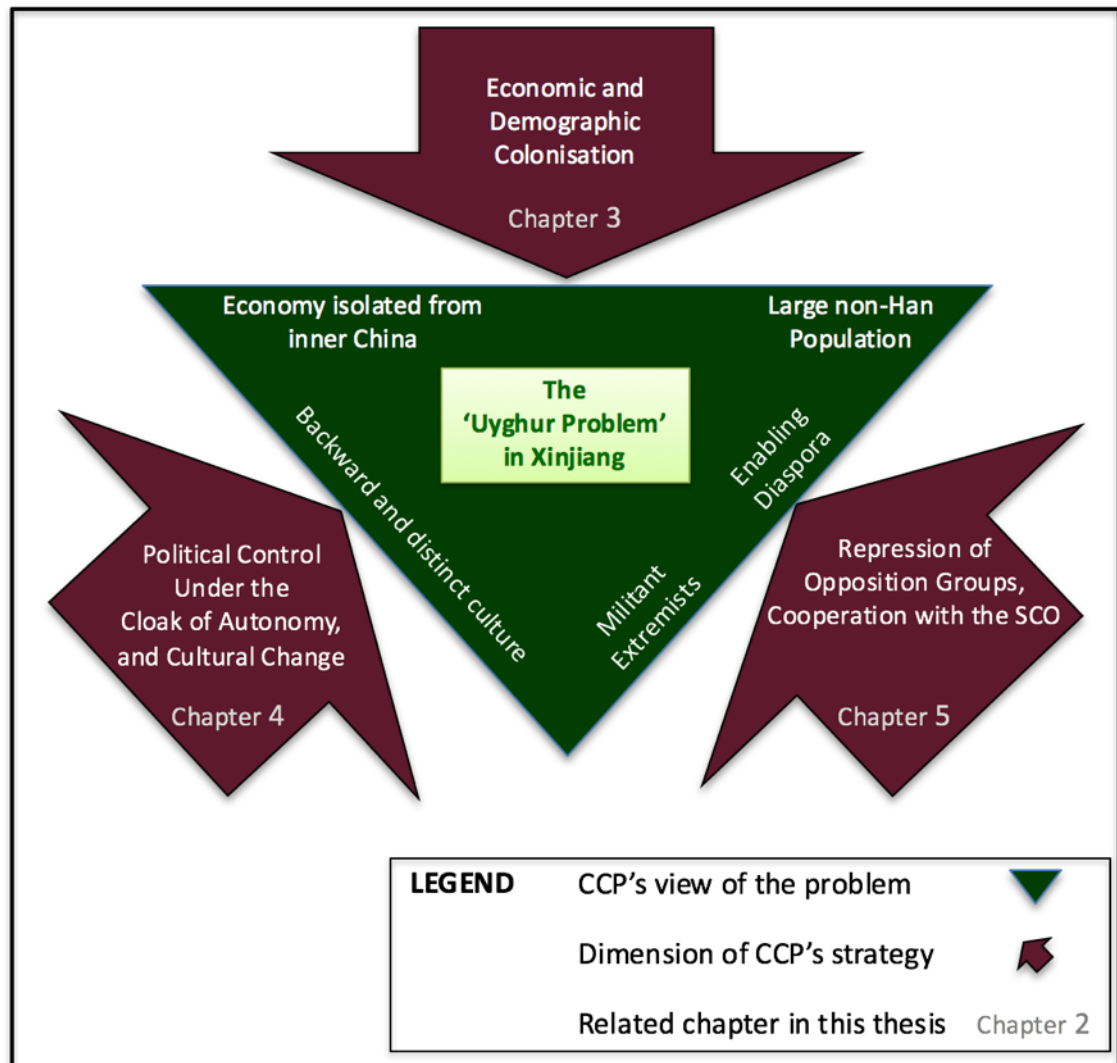 Economic and
Demographic
Colonisation
Chapter 3
Economy isolated from
inner China
Large non-Han
Population
The
‘Uyghur Problem’
in Xinjiang
Backward and distinct culture
Enabling
Diaspora
Militant
Extremists
Political Control
Under the
Cloak of Autonomy,
and Cultural Change
Chapter 4
Repression of
Opposition Groups,
Cooperation with the SCO
Chapter 5
LEGEND
CCP’s view of the problem
Dimension of CCP’s strategy
Related chapter in this thesis Chapter 2